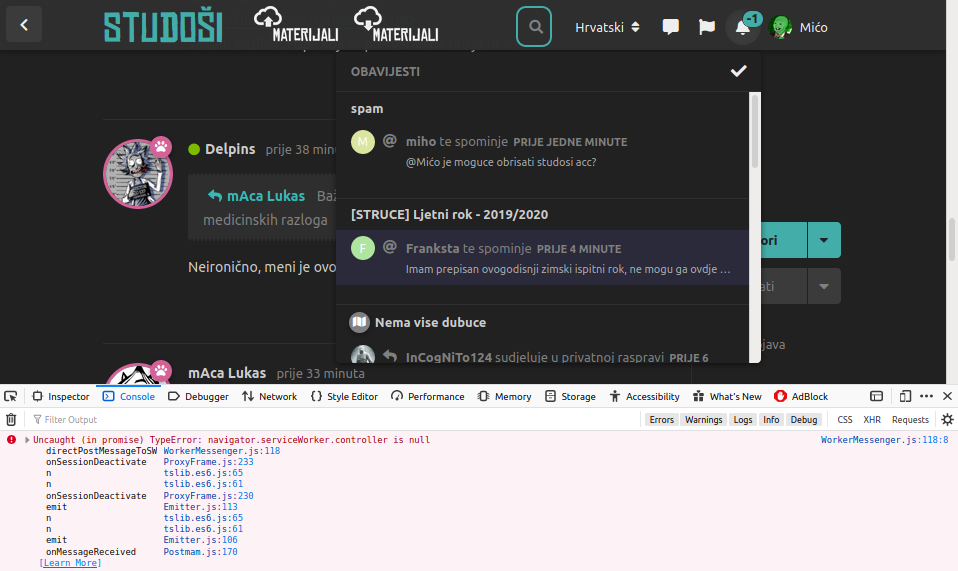 STUDOŠI
MATERIJALI
MATERIJALI
Hrvatski
-1
Mićo
OBAVIJESTI
spam
M
@ miho te spominje PRIJE JEDNE MINUTE
@Mićo je moguce obrisati studosi acc?
Delpins prije 38 minu
mAca Lukas Baž
medicinskih razloga
Neironično, meni je ovo
[STRUCE] Ljetni rok - 2019/2020
F
@ Franksta te spominje PRIJE 4 MINUTE
Imam prepisan ovogodisnji zimski ispitni rok, ne mogu ga ovdje ...
ori
ati
Nema vise dubuce
InCogNiTo124 sudjeluje u privatnoj raspravi PRIJE 6
java
mAca Lukas prije 33 minuta
Inspector Console Debugger Network Style Editor Performance Memory Storage Accessibility What's New AdBlock
Filter Output Errors Warnings Logs Info Debug CSS XHR Requests
Uncaught (in promise) TypeError: navigator.serviceWorker.controller is null WorkerMessenger.js:118:8
directPostMessageToSW WorkerMessenger.js:118
onSessionDeactivate ProxyFrame.js:233
n tslib.es6.js:65
n tslib.es6.js:61
onSessionDeactivate ProxyFrame.js:230
emit Emitter.js:113
n tslib.es6.js:65
n tslib.es6.js:61
emit Emitter.js:106
onMessageReceived Postmam.js:170
[Learn More]